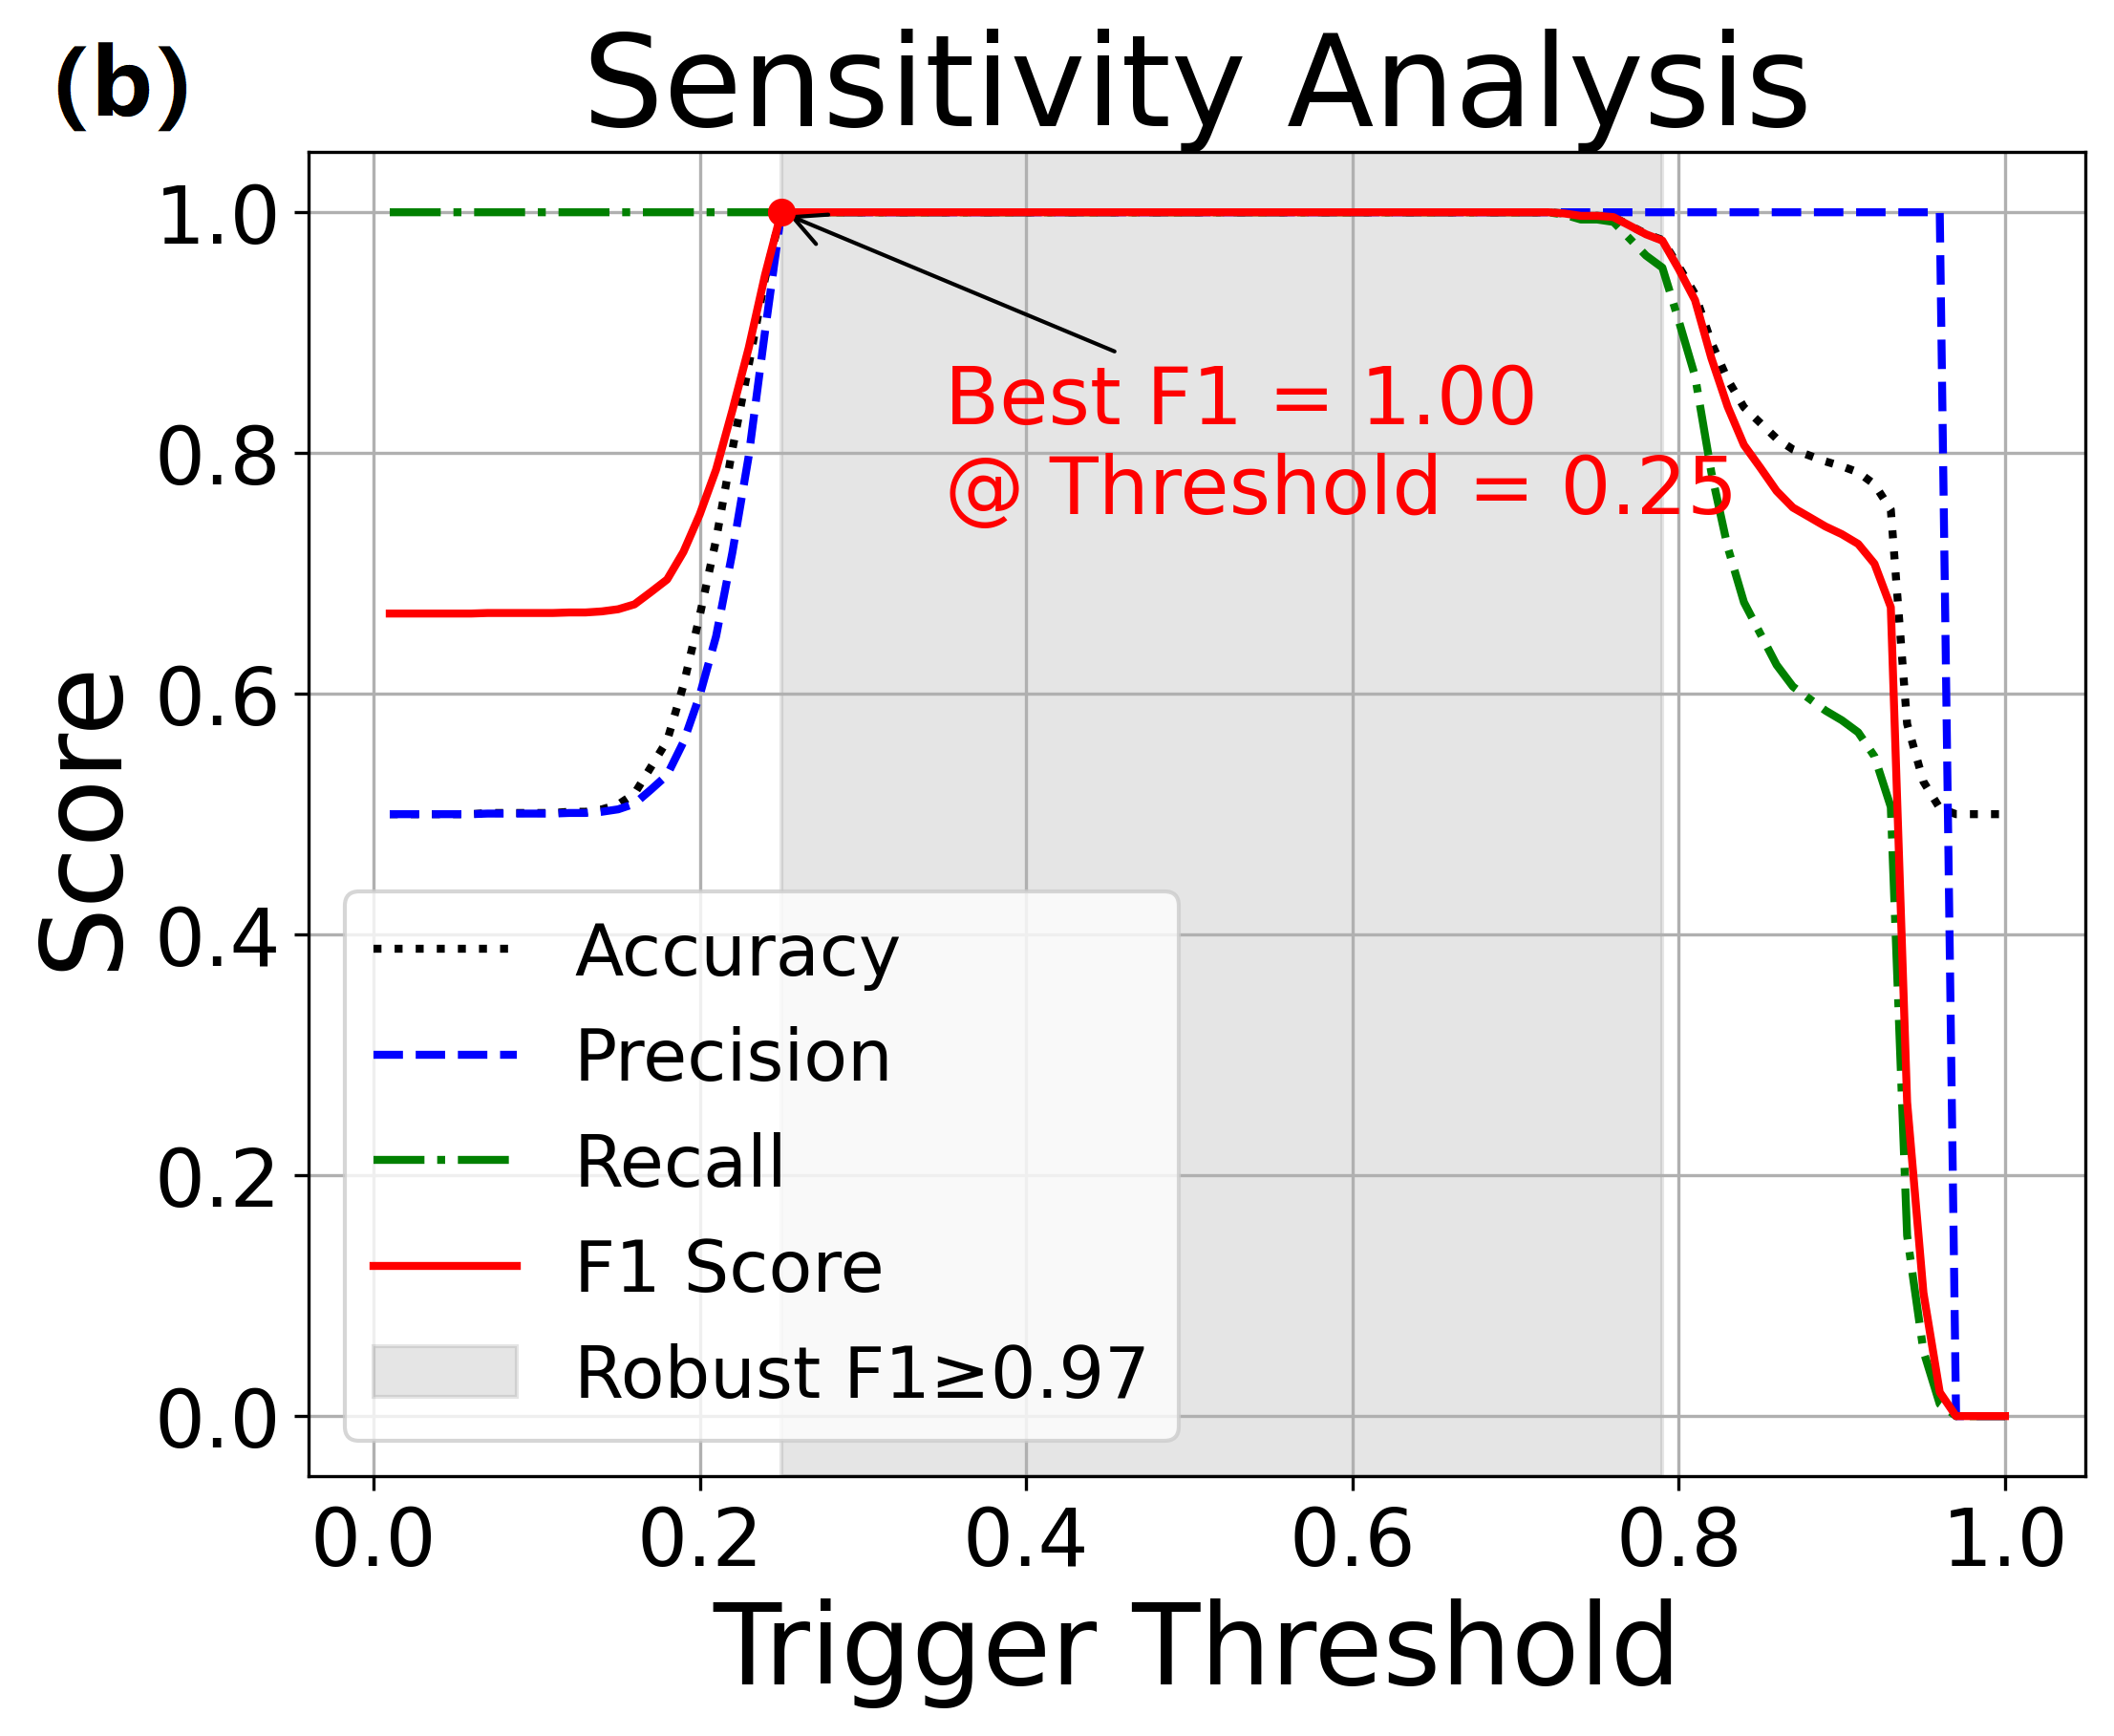 (b)
Sensitivity Analysis
Score
1.0
0.8
0.6
0.4
0.2
0.0
Best F1 = 1.00
@ Threshold = 0.25
Accuracy
Precision
Recall
F1 Score
Robust F1≥0.97
0.0 0.2 0.4 0.6 0.8 1.0
Trigger Threshold